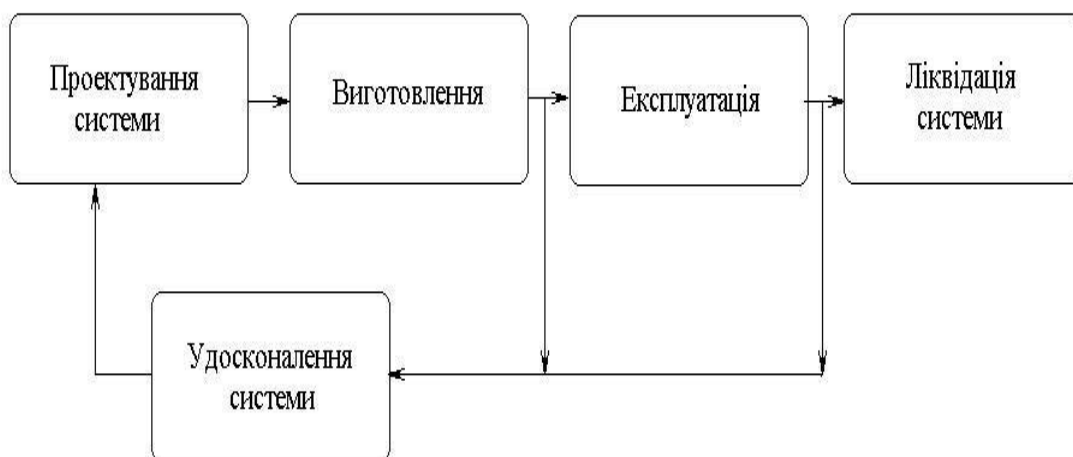 Проектування
системи
Виготовлення
Експлуатація
Ліквідація
системи
Удосконалення
системи